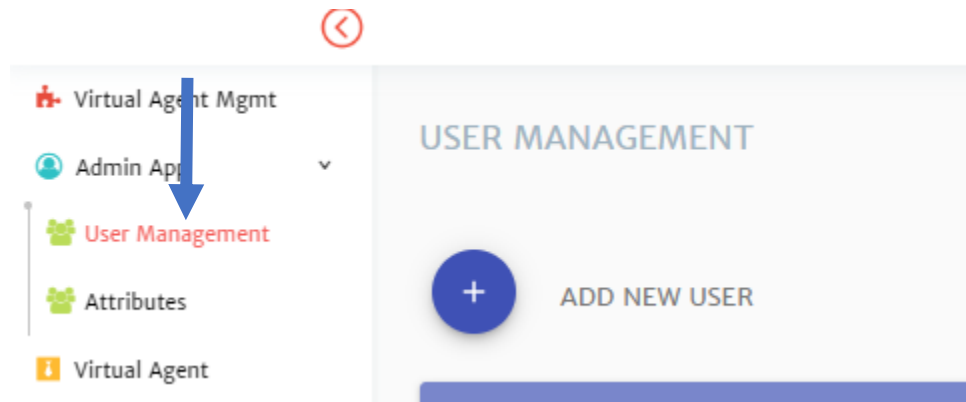 Virtual Agent Mgmt
Admin App
User Management
Attributes
Virtual Agent
USER MANAGEMENT
ADD NEW USER